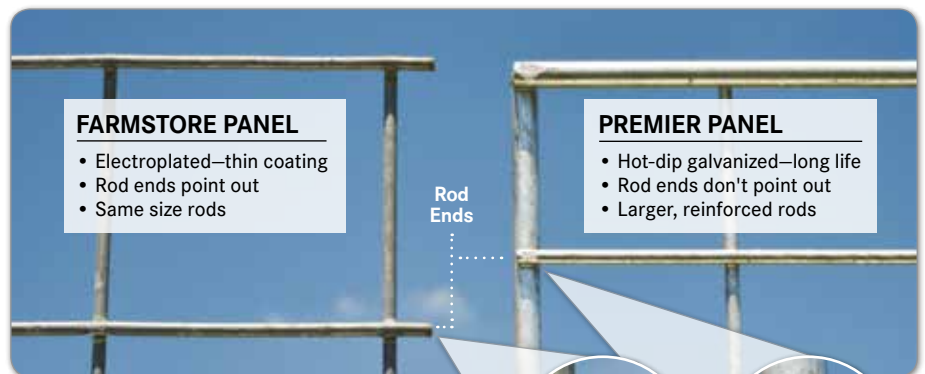 FARMSTORE PANEL
• Electroplated—thin coating
• Rod ends point out
• Same size rods
Rod
Ends
PREMIER PANEL
• Hot-dip galvanized—long life
• Rod ends don't point out
• Larger, reinforced rods